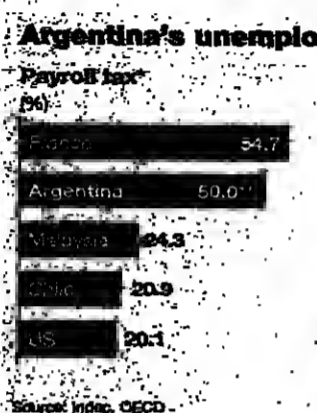 Argentina's unemplo
Payroll tax*
(%)
France 54.7
Argentina 50.0**
Malaysia 24.3
Chile 20.9
US 20.1
Source: Indec, OECD